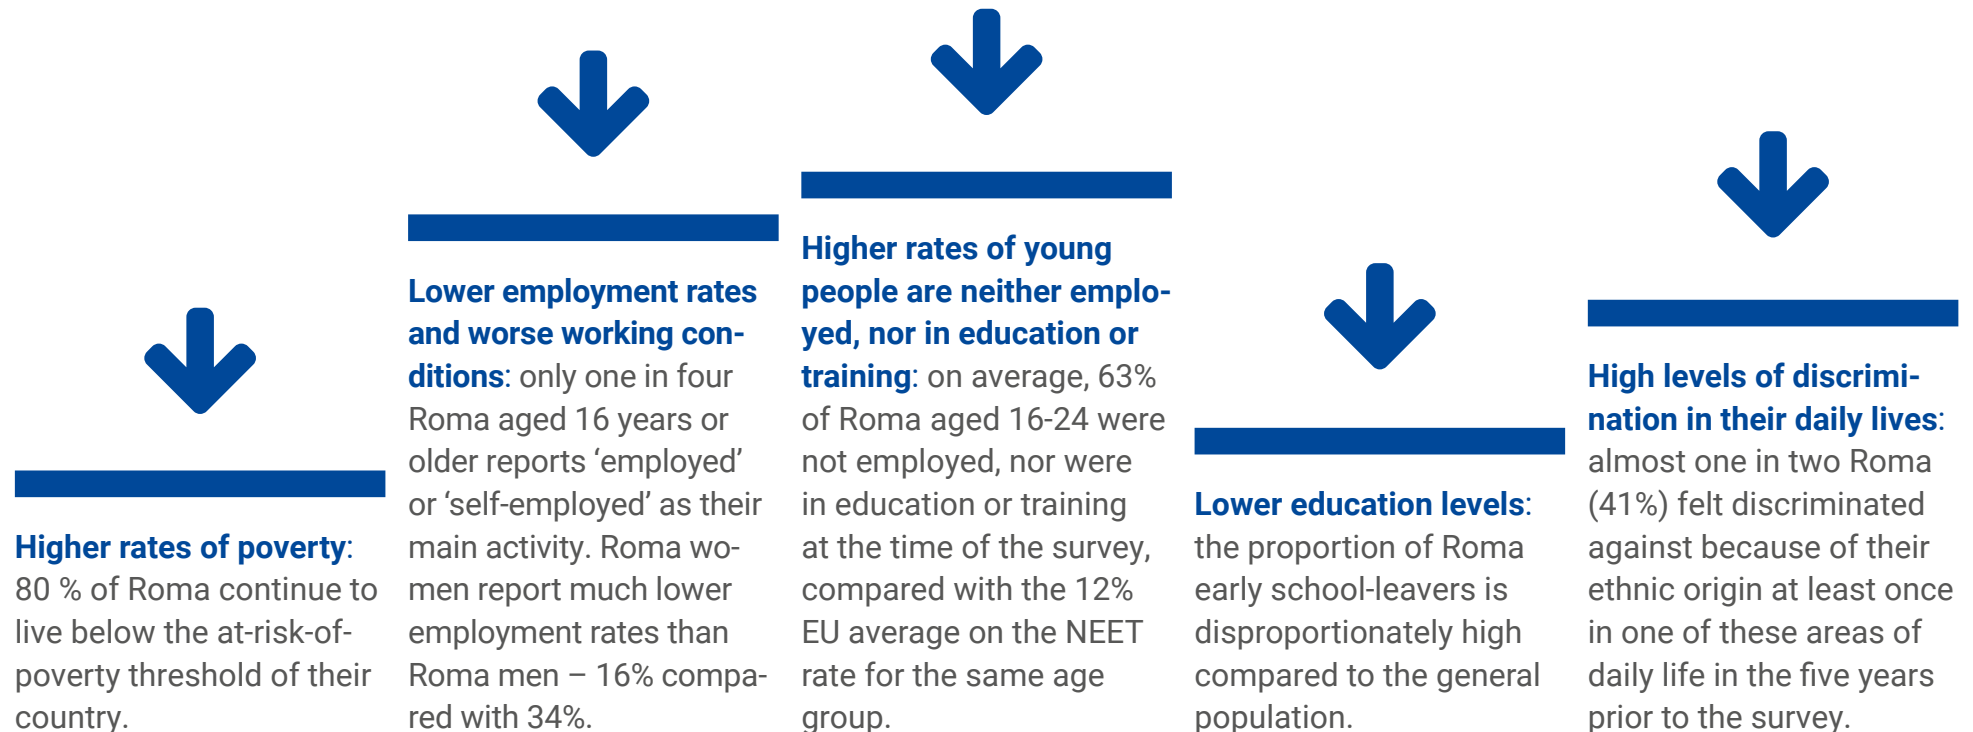 Higher rates of poverty:
80 % of Roma continue to
live below the at-risk-of-
poverty threshold of their
country.
Lower employment rates
and worse working con-
ditions: only one in four
Roma aged 16 years or
older reports ‘employed’
or ‘self-employed’ as their
main activity. Roma wo-
men report much lower
employment rates than
Roma men – 16% compa-
red with 34%.
Higher rates of young
people are neither emplo-
yed, nor in education or
training: on average, 63%
of Roma aged 16-24 were
not employed, nor were
in education or training
at the time of the survey,
compared with the 12%
EU average on the NEET
rate for the same age
group.
Lower education levels:
the proportion of Roma
early school-leavers is
disproportionately high
compared to the general
population.
High levels of discrimi-
nation in their daily lives:
almost one in two Roma
(41%) felt discriminated
against because of their
ethnic origin at least once
in one of these areas of
daily life in the five years
prior to the survey.